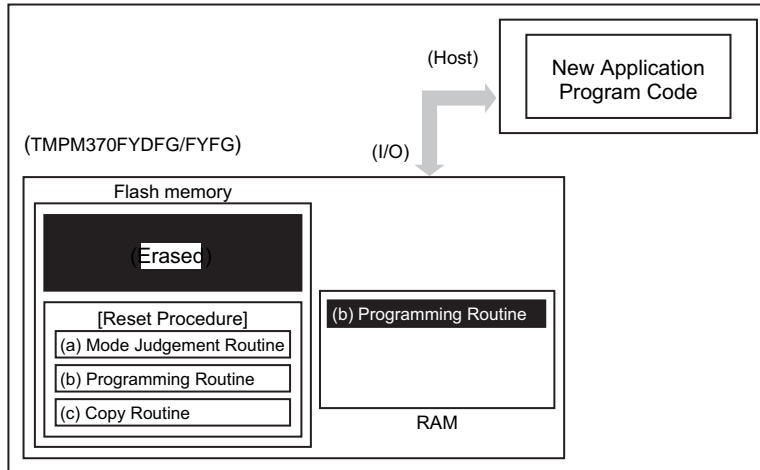 (Host)
New Application
Program Code
(TMPM370FYDFG/FYFG)
(I/O)
Flash memory
(Erased)
[Reset Procedure]
(a) Mode Judgement Routine
(b) Programming Routine
(c) Copy Routine
(b) Programming Routine
RAM